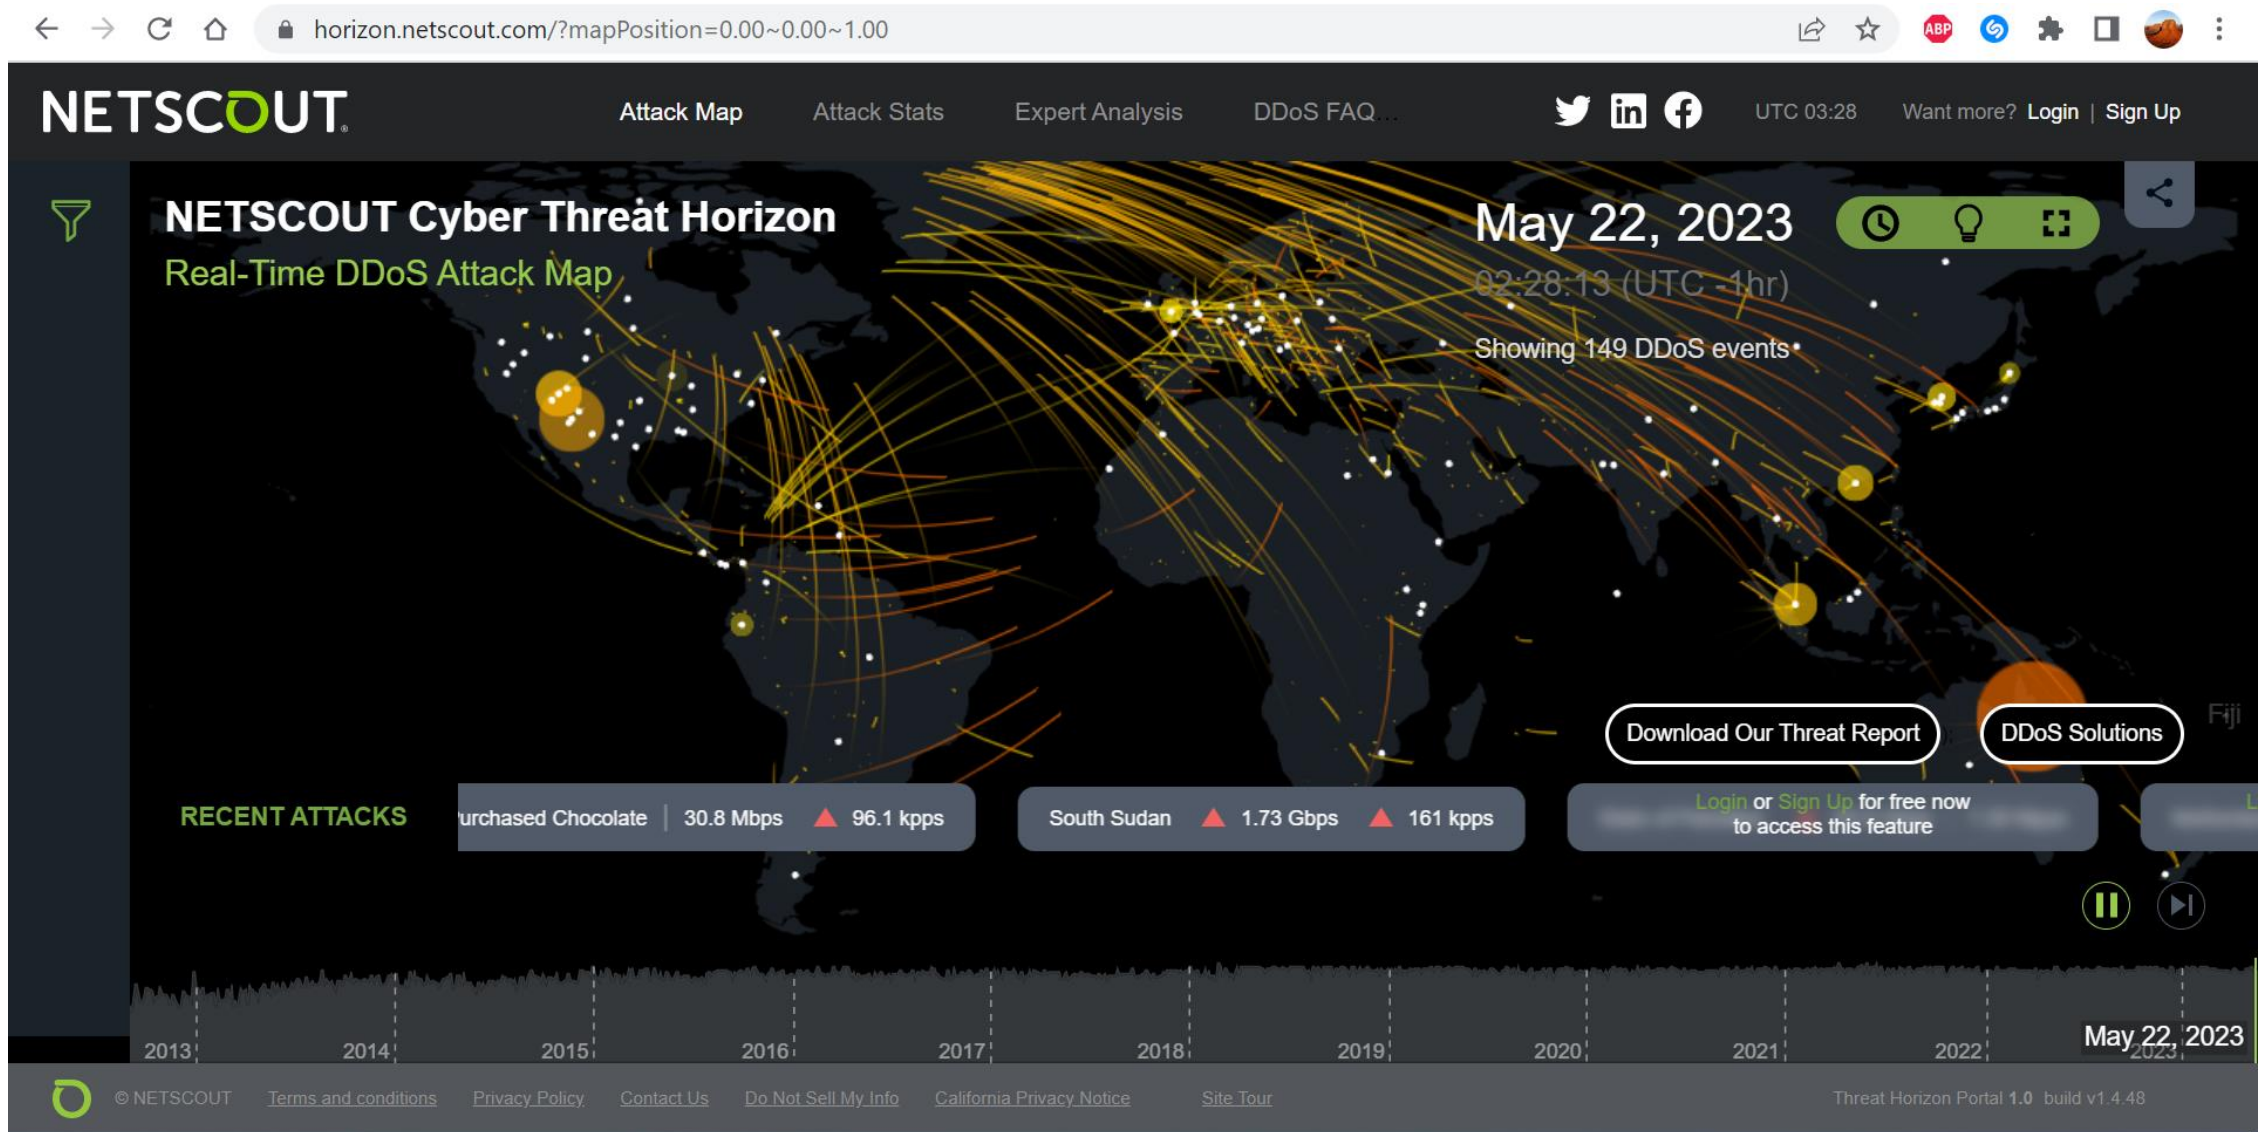 horizon.netscout.com/?mapPosition=0.00~0.00~1.00
ABP
NETSCOUT
Attack Map
Attack Stats
Expert Analysis
DDoS FAQ...
UTC 03:28
Want more? Login | Sign Up
NETSCOUT Cyber Threat Horizon
Real-Time DDoS Attack Map
May 22, 2023
02:28:13 (UTC -1hr)
Showing 149 DDoS events
Fiji
Download Our Threat Report
DDoS Solutions
RECENT ATTACKS
urchased Chocolate | 30.8 Mbps 96.1 kpps
South Sudan 1.73 Gbps 161 kpps
Login or Sign Up for free now
to access this feature
L
2013
2014
2015
2016
2017
2018
2019
2020
2021
2022
2023
May 22, 2023
© NETSCOUT
Terms and conditions
Privacy Policy
Contact Us
Do Not Sell My Info
California Privacy Notice
Site Tour
Threat Horizon Portal 1.0 build v1.4.48